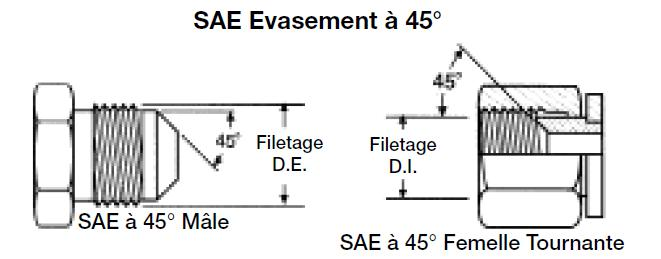 SAE Evasement à 45°
45°
Filetage
D.E.
SAE à 45° Mâle
45°
Filetage
D.I.
SAE à 45° Femelle Tournante